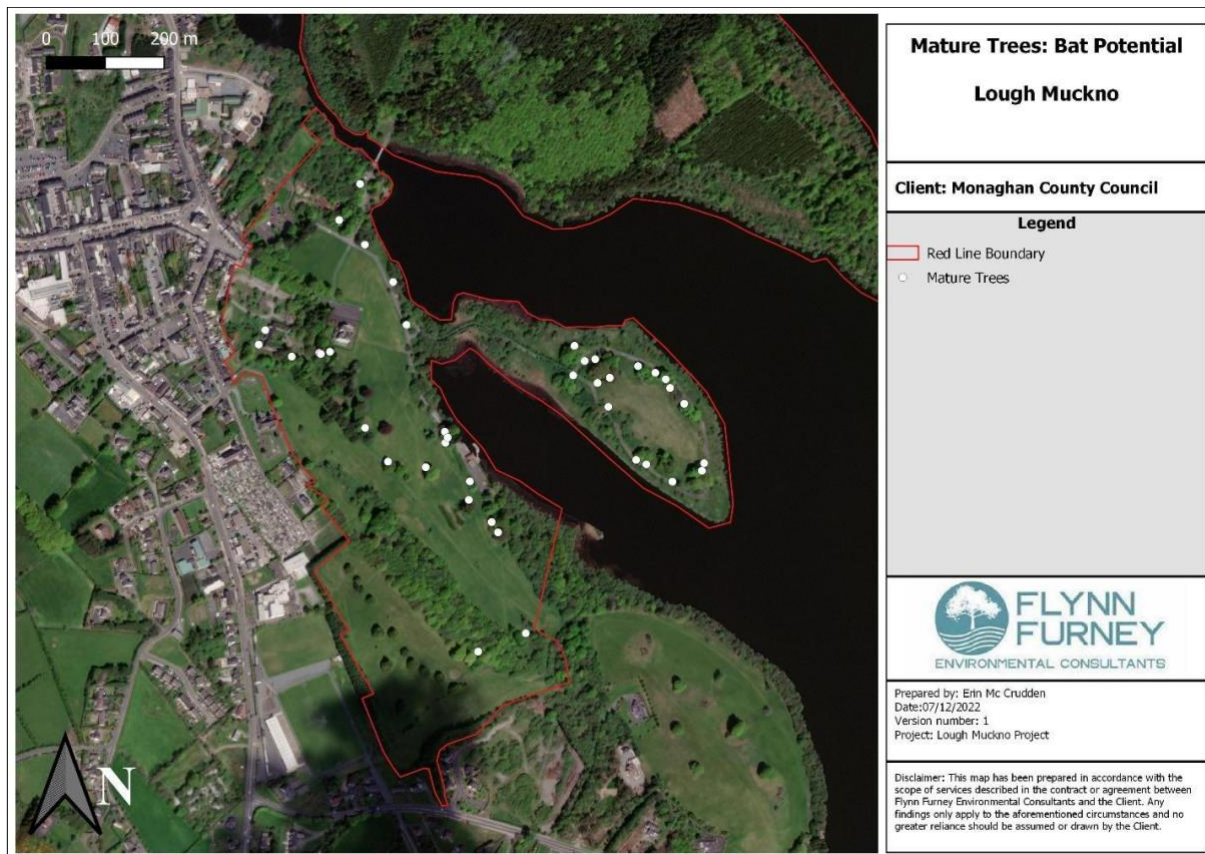 0 100 200 m
N
Mature Trees: Bat Potential
Lough Muckno
Client: Monaghan County Council
Legend
Red Line Boundary
Mature Trees
FLYNN
FURNEY
ENVIRONMENTAL CONSULTANTS
Prepared by: Erin Mc Crudden
Date:07/12/2022
Version number: 1
Project: Lough Muckno Project
Disclaimer: This map has been prepared in accordance with the
scope of services described in the contract or agreement between
Flynn Furney Environmental Consultants and the Client. Any
findings only apply to the aforementioned circumstances and no
greater reliance should be assumed or drawn by the Client.